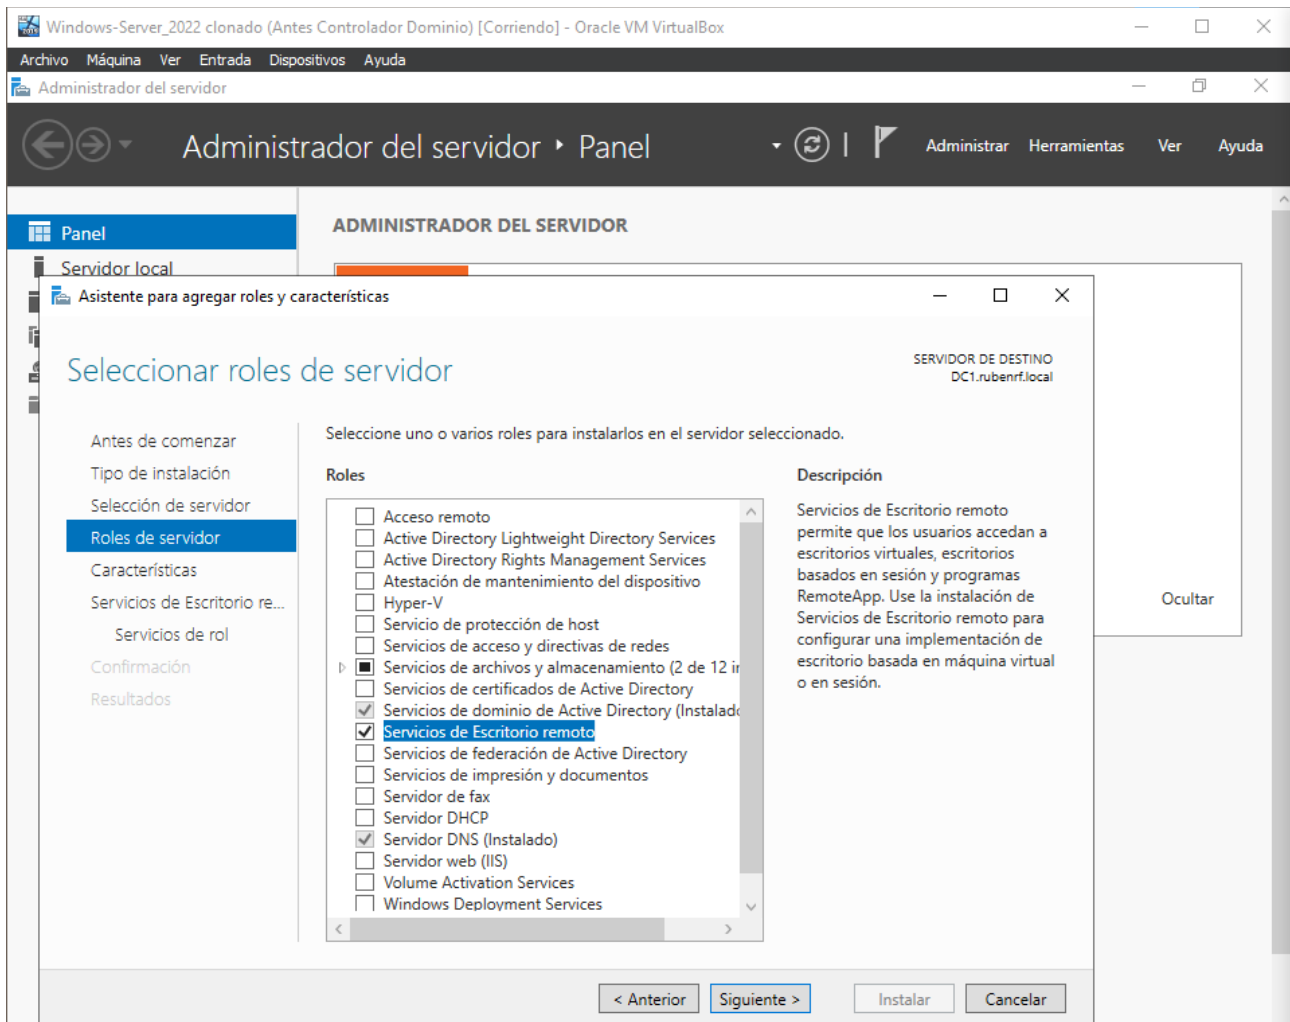 Windows-Server_2022 clonado (Antes Controlador Dominio) [Corriendo] - Oracle VM VirtualBox
Archivo Máquina Ver Entrada Dispositivos Ayuda
Administrador del servidor
Administrador del servidor Panel
Administrar Herramientas Ver Ayuda
Panel
Servidor local
ADMINISTRADOR DEL SERVIDOR
Asistente para agregar roles y características
Seleccionar roles de servidor
SERVIDOR DE DESTINO
DC1.rubenrf.local
Antes de comenzar
Tipo de instalación
Selección de servidor
Roles de servidor
Características
Servicios de Escritorio re...
Servicios de rol
Confirmación
Resultados
Seleccione uno o varios roles para instalarlos en el servidor seleccionado.
Roles
Acceso remoto
Active Directory Lightweight Directory Services
Active Directory Rights Management Services
Atestación de mantenimiento del dispositivo
Hyper-V
Servicio de protección de host
Servicios de acceso y directivas de redes
Servicios de archivos y almacenamiento (2 de 12 in
Servicios de certificados de Active Directory
Servicios de dominio de Active Directory (Instalado
Servicios de Escritorio remoto
Servicios de federación de Active Directory
Servicios de impresión y documentos
Servidor de fax
Servidor DHCP
Servidor DNS (Instalado)
Servidor web (IIS)
Volume Activation Services
Windows Deployment Services
Descripción
Servicios de Escritorio remoto
permite que los usuarios accedan a
escritorios virtuales, escritorios
basados en sesión y programas
RemoteApp. Use la instalación de
Servicios de Escritorio remoto para
configurar una implementación de
escritorio basada en máquina virtual
o en sesión.
Ocultar
< Anterior
Siguiente >
Instalar
Cancelar